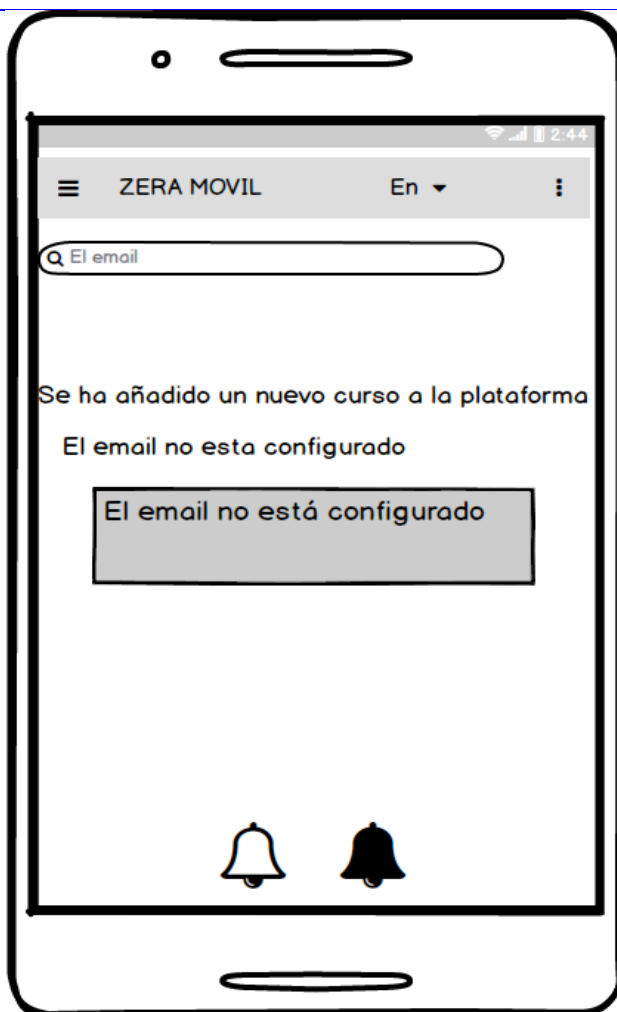 2:44
ZERA MOVIL En
El email
Se ha añadido un nuevo curso a la plataforma
El email no esta configurado
El email no está configurado